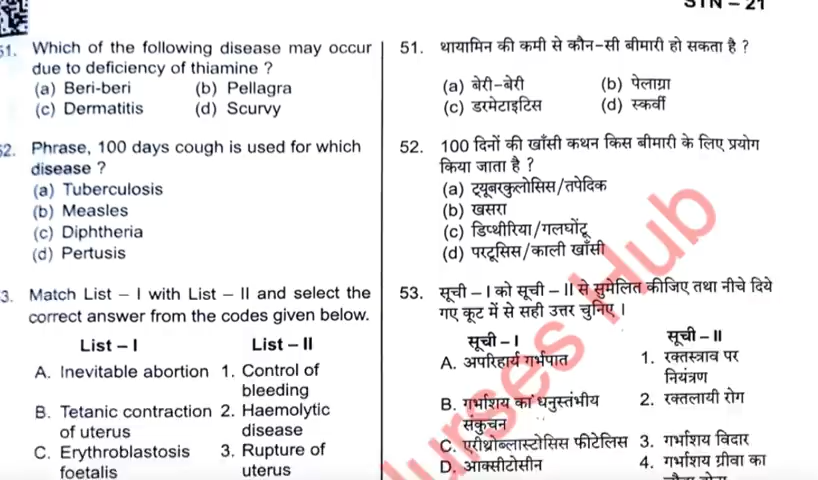 STN – 21
51. Which of the following disease may occur
due to deficiency of thiamine ?
(a) Beri-beri (b) Pellagra
(c) Dermatitis (d) Scurvy
52. Phrase, 100 days cough is used for which
disease ?
(a) Tuberculosis
(b) Measles
(c) Diphtheria
(d) Pertusis
3. Match List – I with List – II and select the
correct answer from the codes given below.
List – I List – II
A. Inevitable abortion 1. Control of
bleeding
B. Tetanic contraction 2. Haemolytic
of uterus disease
C. Erythroblastosis 3. Rupture of
foetalis uterus
51. थायामिन की कमी से कौन-सी बीमारी हो सकता है ?
(a) बेरी-बेरी (b) पेलाग्रा
(c) डरमेटाइटिस (d) स्कर्वी
52. 100 दिनों की खाँसी कथन किस बीमारी के लिए प्रयोग
किया जाता है ?
(a) ट्यूबरकुलोसिस/तपेदिक
(b) खसरा
(c) डिप्थीरिया/गलघोंटू
(d) परटूसिस/काली खाँसी
53. सूची – I को सूची – II से सुमेलित कीजिए तथा नीचे दिये
गए कूट में से सही उत्तर चुनिए ।
सूची – I सूची – II
A. अपरिहार्य गर्भपात 1. रक्तस्त्राव पर
नियंत्रण
B. गर्भाशय का धनुस्तंभीय 2. रक्तलायी रोग
संकुचन
C. एरीथ्रोब्लास्टोसिस फीटेलिस 3. गर्भाशय विदार
D. आक्सीटोसीन 4. गर्भाशय ग्रीवा का
Nurses Hub